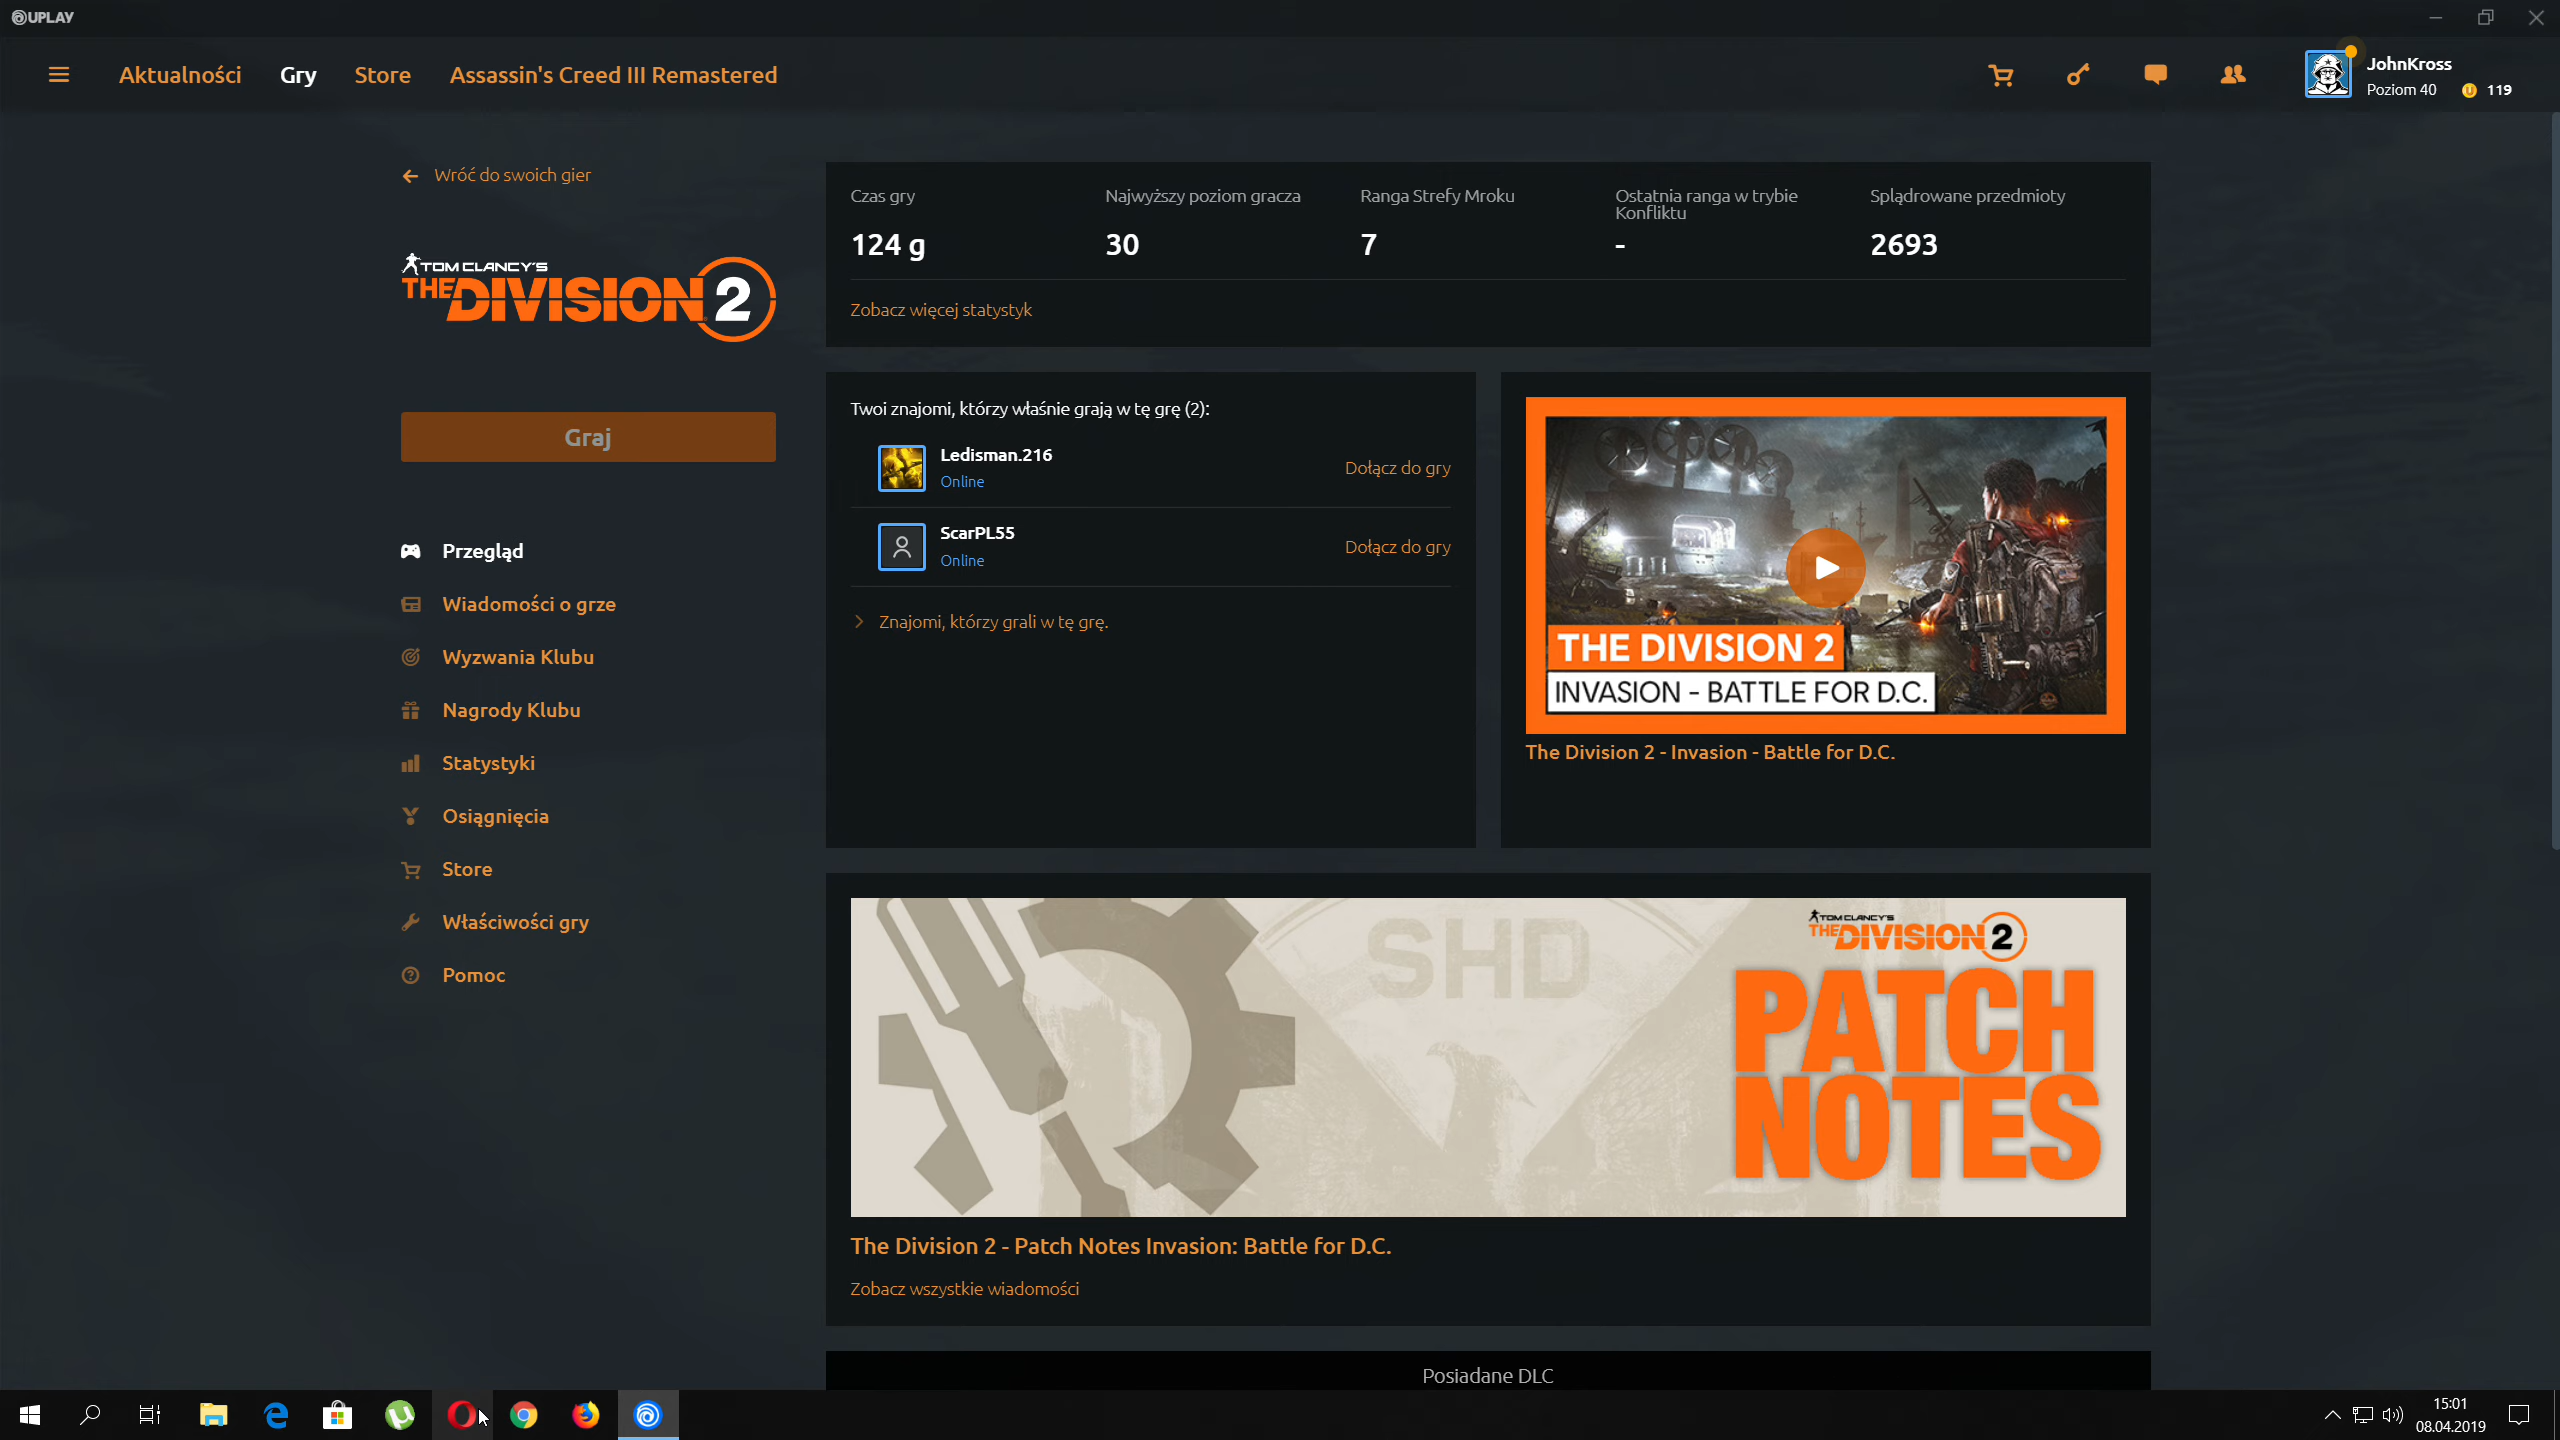 UPLAY
Aktualności
Gry
Store
Assassin's Creed III Remastered
JohnKross
Poziom 40
119
Wróć do swoich gier
TOM CLANCY'S
THE DIVISION 2
Graj
Przegląd
Wiadomości o grze
Wyzwania Klubu
Nagrody Klubu
Statystyki
Osiągnięcia
Store
Właściwości gry
Pomoc
Czas gry
124 g
Najwyższy poziom gracza
30
Ranga Strefy Mroku
7
Ostatnia ranga w trybie
Konfliktu
-
Splądrowane przedmioty
2693
Zobacz więcej statystyk
Twoi znajomi, którzy właśnie grają w tę grę (2):
Ledisman.216
Online
Dołącz do gry
ScarPL55
Online
Dołącz do gry
Znajomi, którzy grali w tę grę.
THE DIVISION 2
INVASION - BATTLE FOR D.C.
The Division 2 - Invasion - Battle for D.C.
SHD
TOM CLANCY'S
THE DIVISION 2
PATCH
NOTES
The Division 2 - Patch Notes Invasion: Battle for D.C.
Zobacz wszystkie wiadomości
Posiadane DLC
15:01
08.04.2019